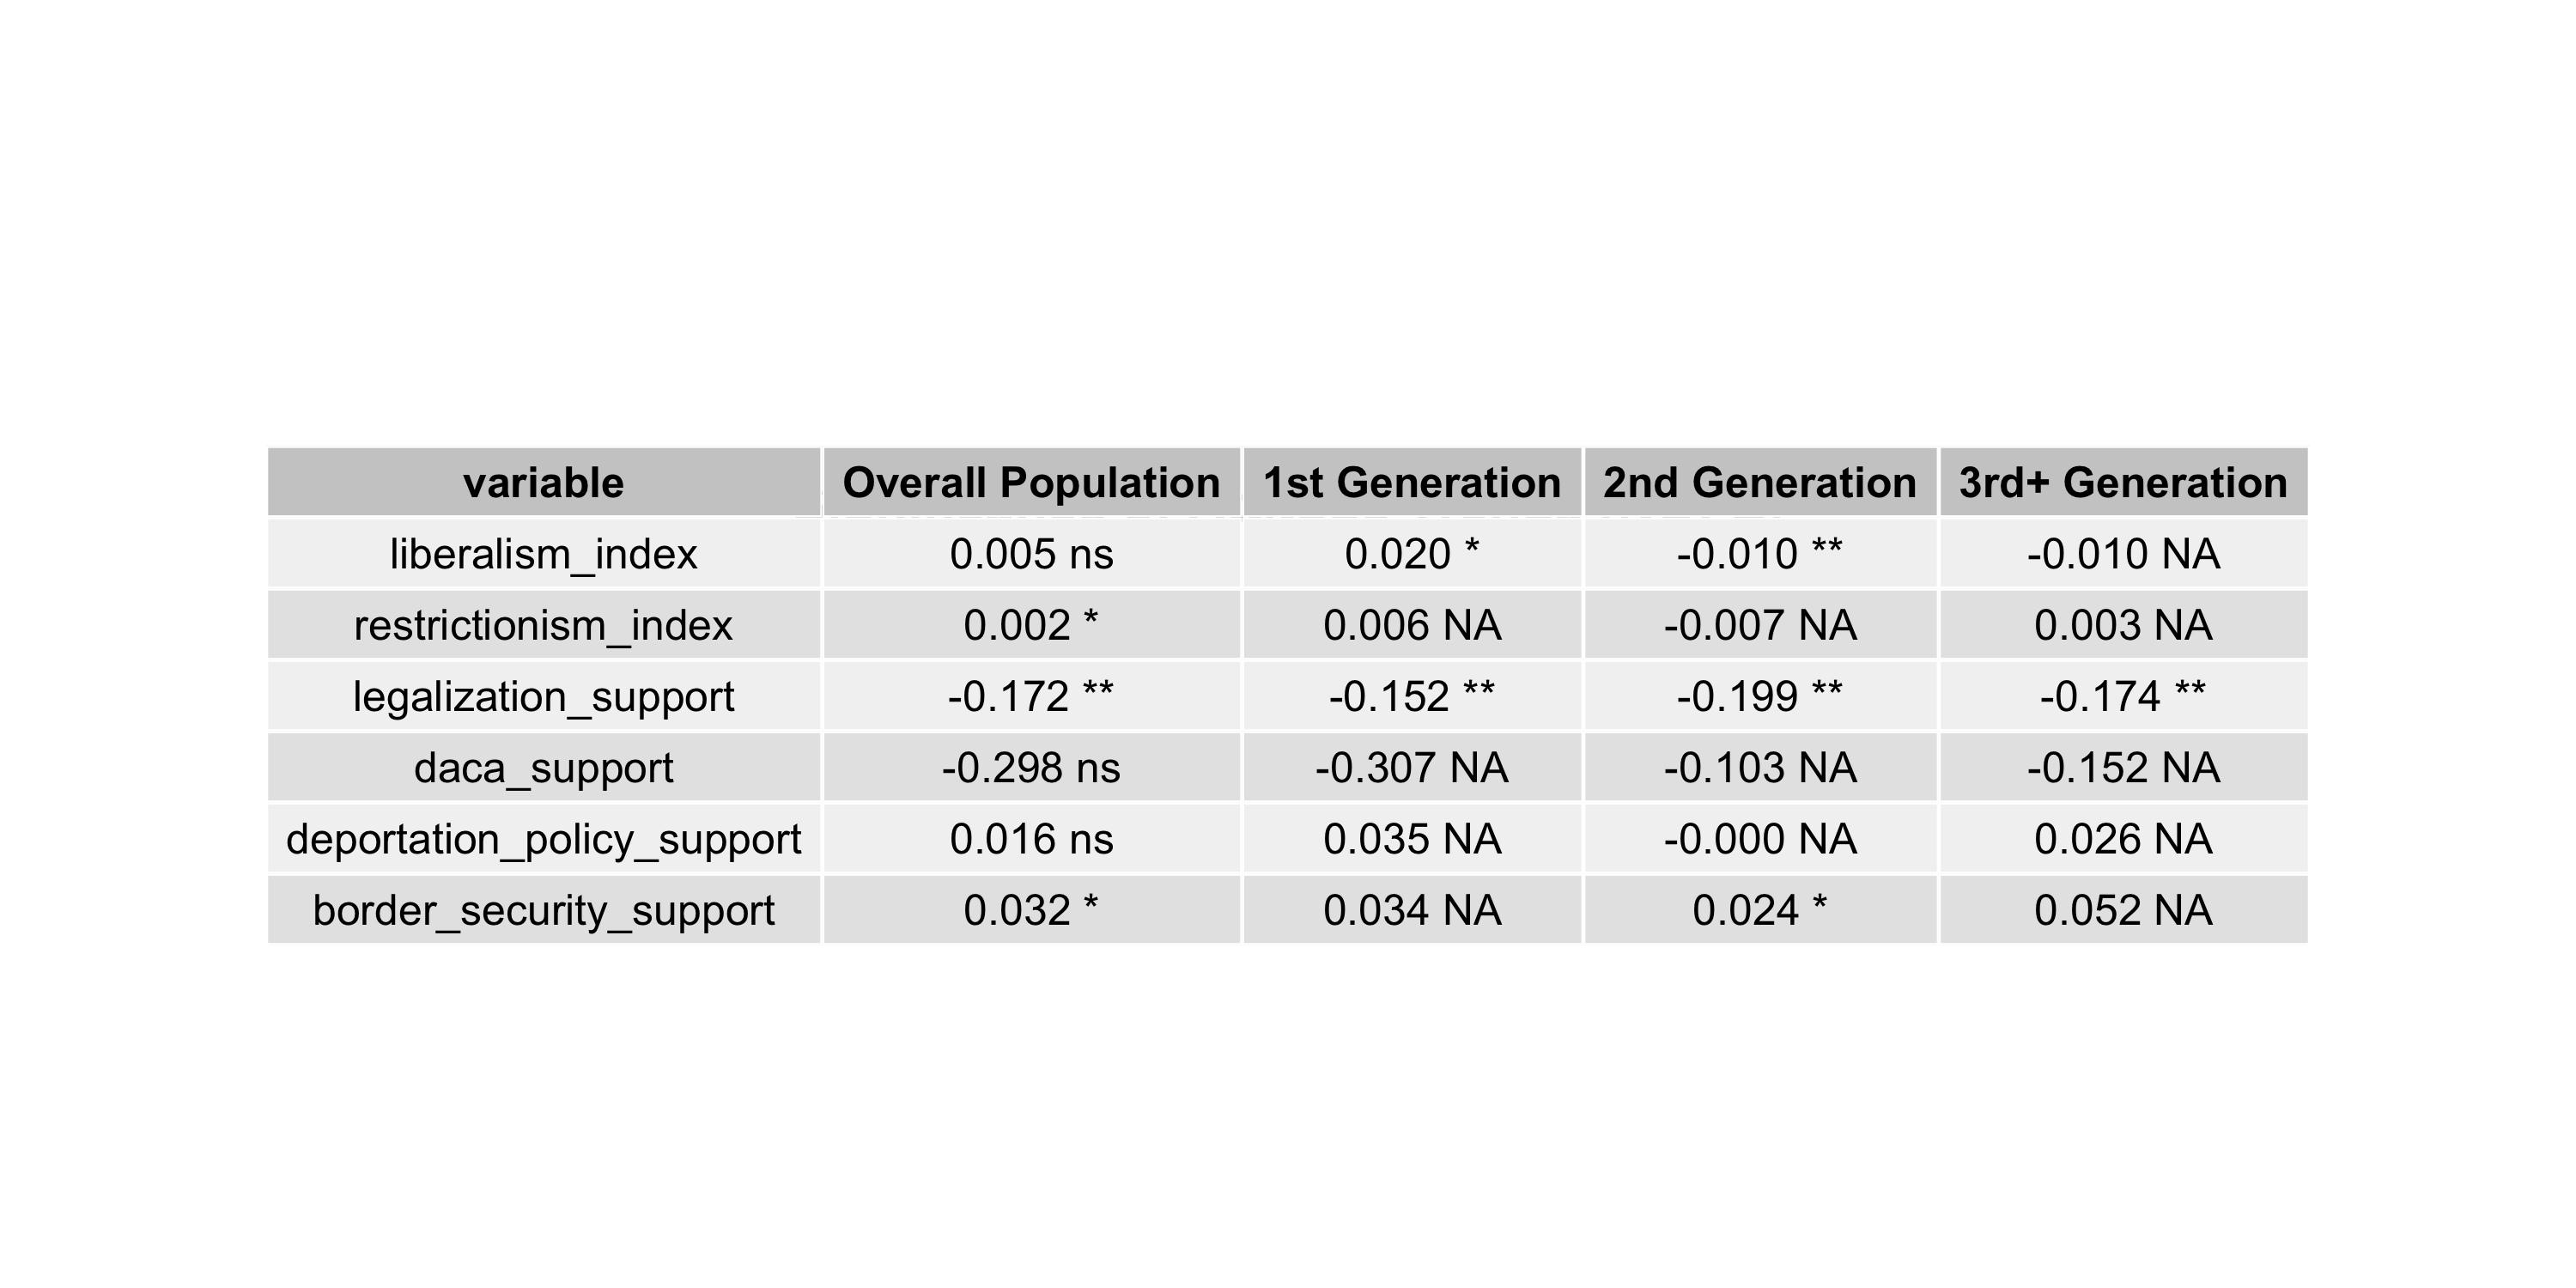 variable Overall Population 1st Generation 2nd Generation 3rd+ Generation
liberalism_index 0.005 ns 0.020 * -0.010 ** -0.010 NA
restrictionism_index 0.002 * 0.006 NA -0.007 NA 0.003 NA
legalization_support -0.172 ** -0.152 ** -0.199 ** -0.174 **
daca_support -0.298 ns -0.307 NA -0.103 NA -0.152 NA
deportation_policy_support 0.016 ns 0.035 NA -0.000 NA 0.026 NA
border_security_support 0.032 * 0.034 NA 0.024 * 0.052 NA